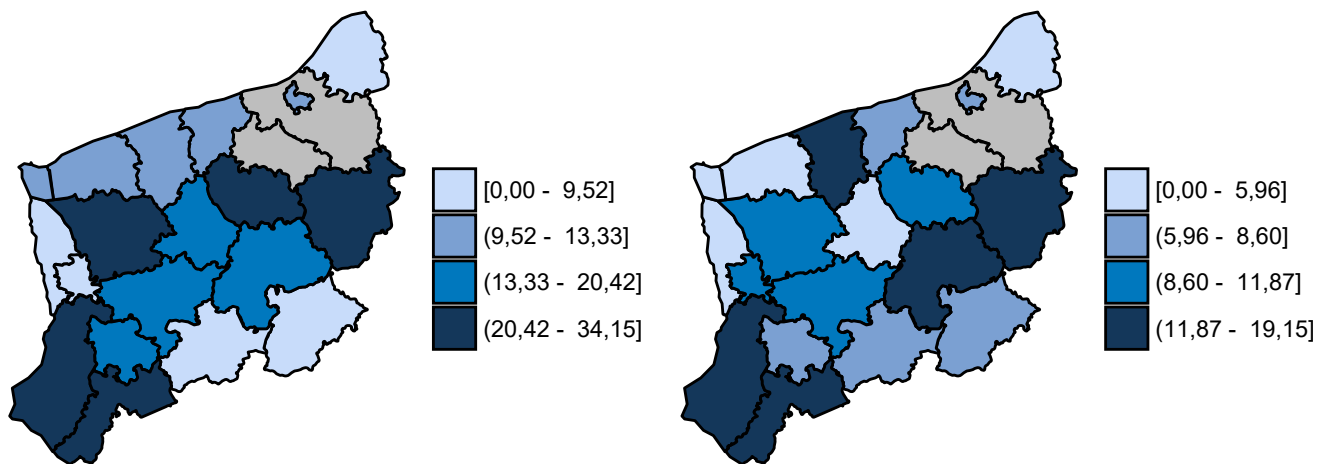 [0,00 - 9,52]
(9,52 - 13,33]
(13,33 - 20,42]
(20,42 - 34,15]
[0,00 - 5,96]
(5,96 - 8,60]
(8,60 - 11,87]
(11,87 - 19,15]